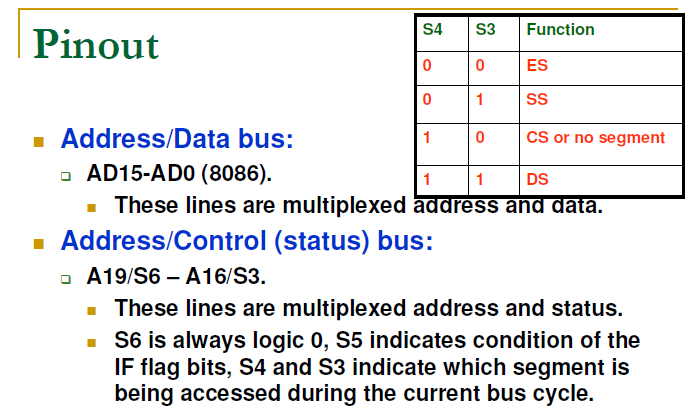 Pinout
S4 S3 Function
0 0 ES
0 1 SS
1 0 CS or no segment
1 1 DS
Address/Data bus:
AD15-AD0 (8086).
These lines are multiplexed address and data.
Address/Control (status) bus:
A19/S6 – A16/S3.
These lines are multiplexed address and status.
S6 is always logic 0, S5 indicates condition of the
IF flag bits, S4 and S3 indicate which segment is
being accessed during the current bus cycle.